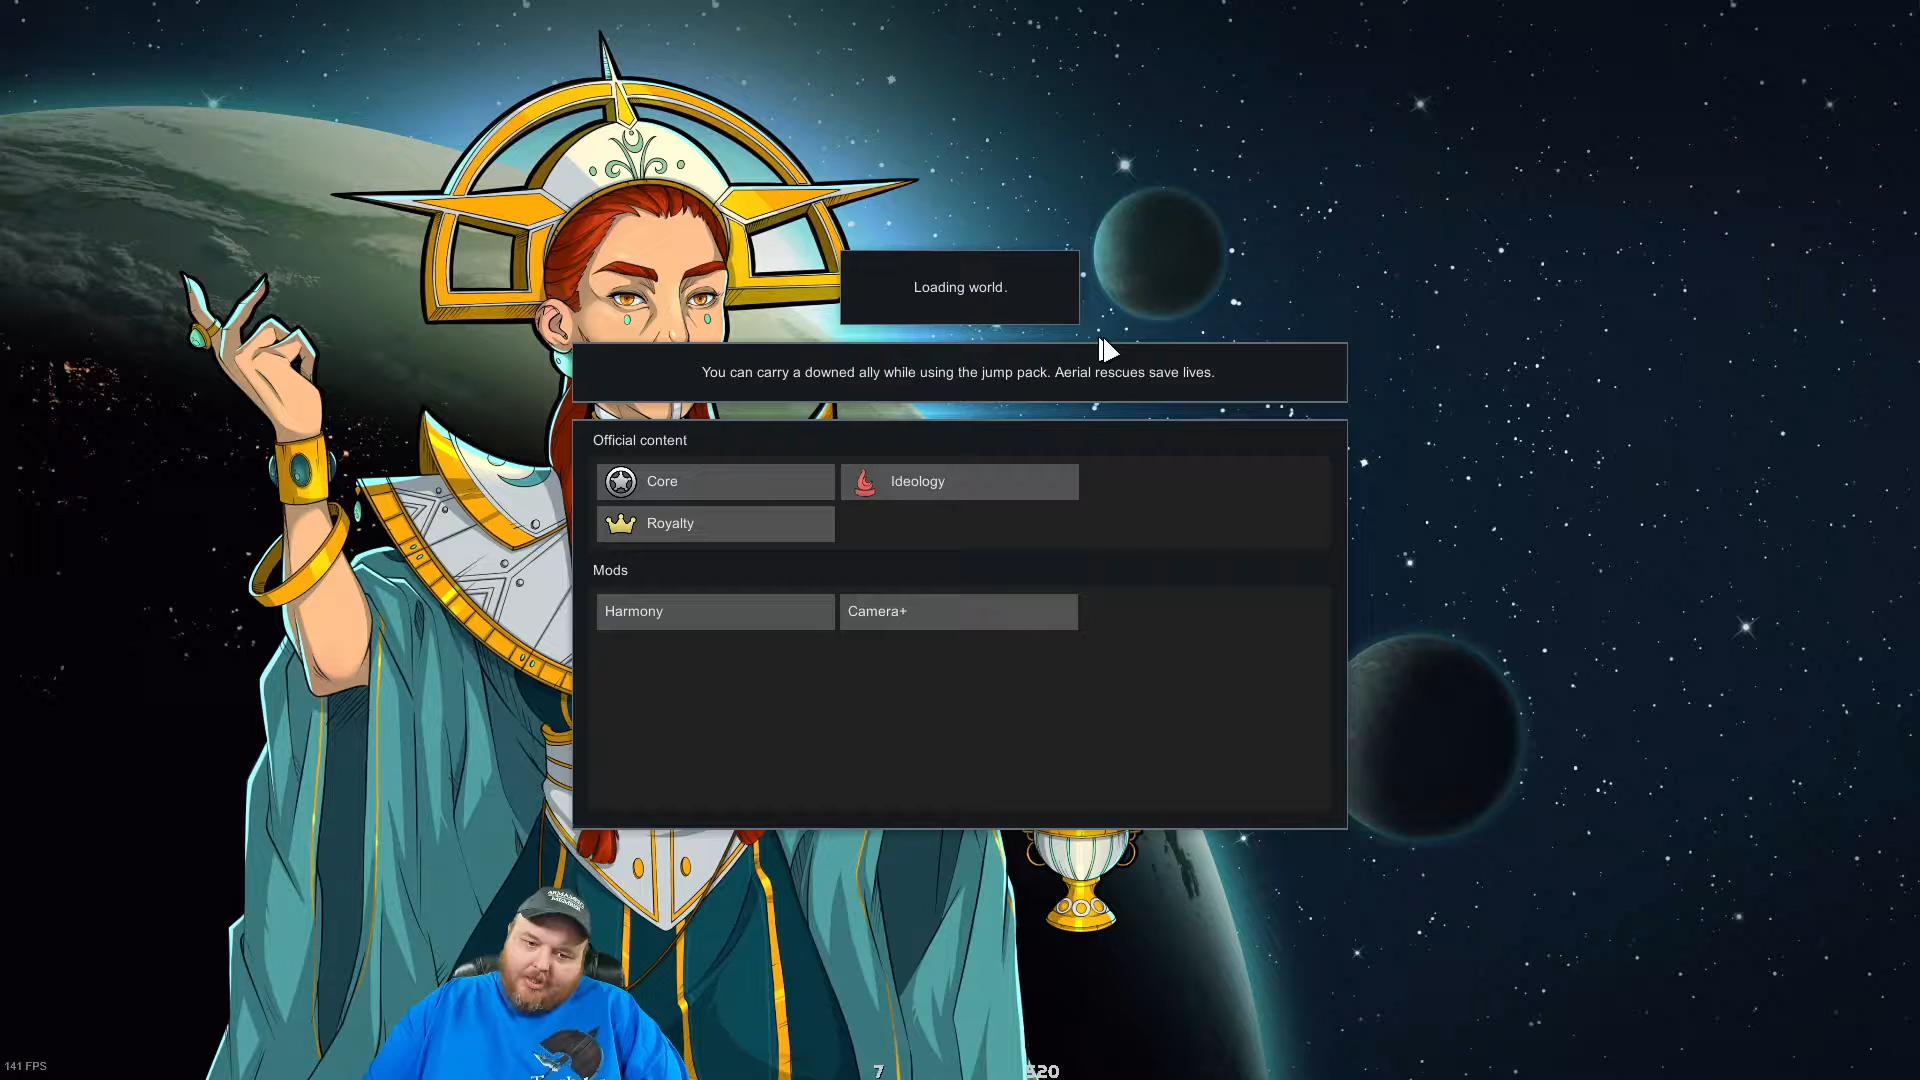 Loading world.
You can carry a downed ally while using the jump pack. Aerial rescues save lives.
Official content
Core
Ideology
Royalty
Mods
Harmony
Camera+
141 FPS
7